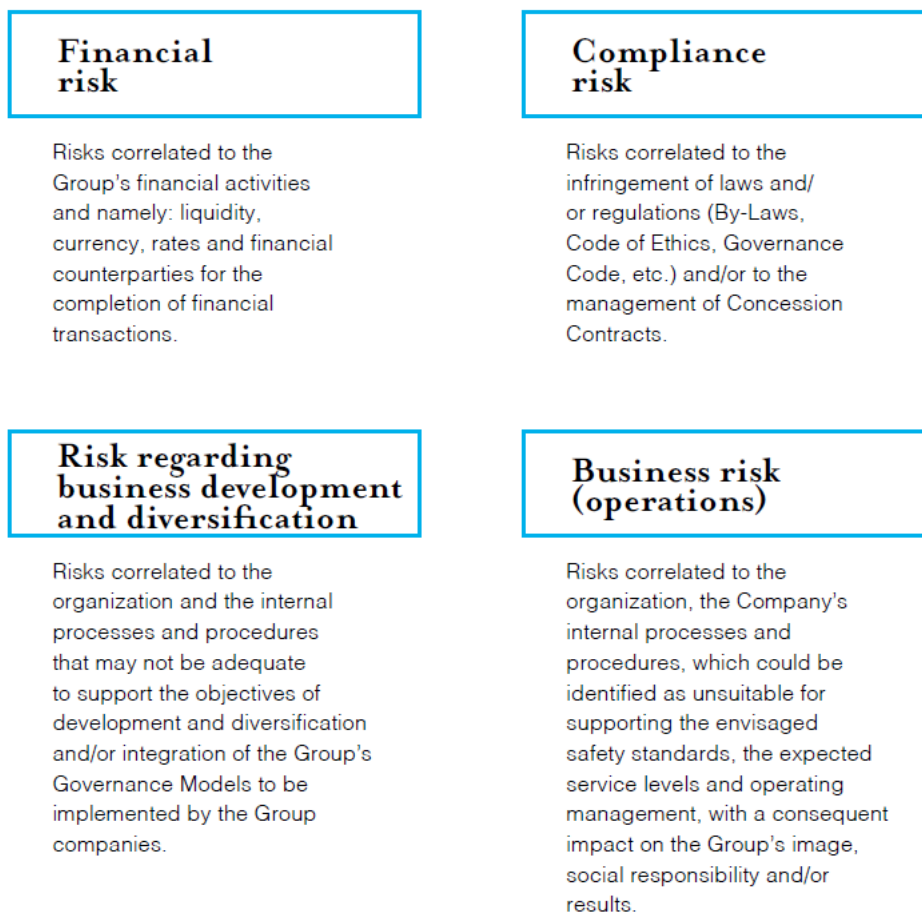 Financial
risk
Risks correlated to the
Group's financial activities
and namely: liquidity,
currency, rates and financial
counterparties for the
completion of financial
transactions.
Compliance
risk
Risks correlated to the
infringement of laws and/
or regulations (By-Laws,
Code of Ethics, Governance
Code, etc.) and/or to the
management of Concession
Contracts.
Risk regarding
business development
and diversification
Risks correlated to the
organization and the internal
processes and procedures
that may not be adequate
to support the objectives of
development and diversification
and/or integration of the Group's
Governance Models to be
implemented by the Group
companies.
Business risk
(operations)
Risks correlated to the
organization, the Company's
internal processes and
procedures, which could be
identified as unsuitable for
supporting the envisaged
safety standards, the expected
service levels and operating
management, with a consequent
impact on the Group's image,
social responsibility and/or
results.